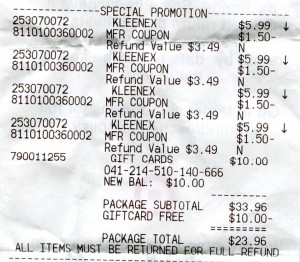 ----------SPECIAL PROMOTION----------
253070072 KLEENEX $5.99 ↓
8110100360002 MFR COUPON $1.50-
Refund Value $3.49 N
253070072 KLEENEX $5.99 ↓
8110100360002 MFR COUPON $1.50-
Refund Value $3.49 N
253070072 KLEENEX $5.99 ↓
8110100360002 MFR COUPON $1.50-
Refund Value $3.49 N
253070072 KLEENEX $5.99 ↓
8110100360002 MFR COUPON $1.50-
Refund Value $3.49 N
790011255 GIFT CARDS $10.00
041-214-510-140-666
NEW BAL: $10.00
PACKAGE SUBTOTAL $33.96
GIFTCARD FREE $10.00-
PACKAGE TOTAL $23.96
ALL ITEMS MUST BE RETURNED FOR FULL REFUND